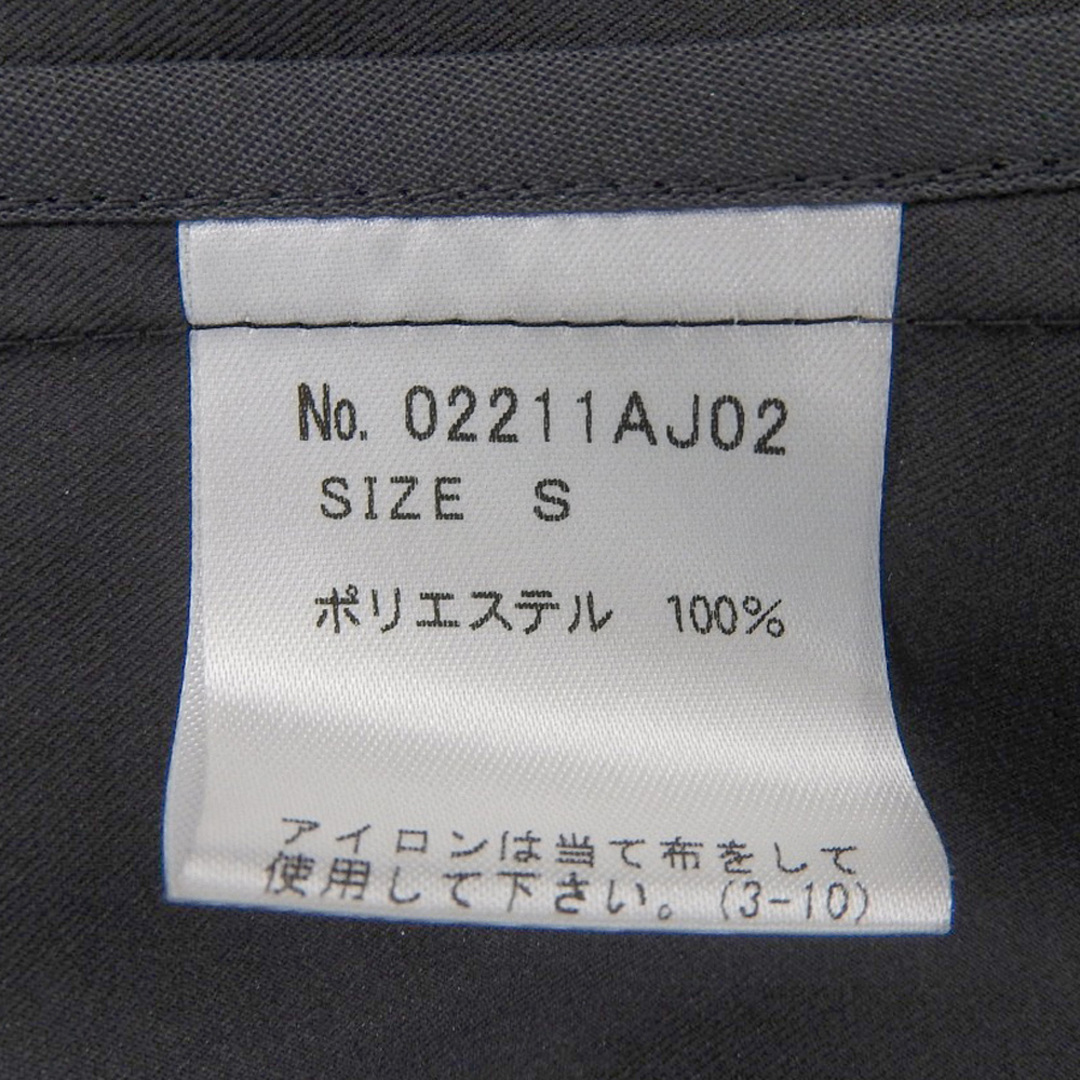 No. 02211AJ02
SIZE S
ポリエステル 100%
アイロンは当て布をして
使用して下さい。(3-10)